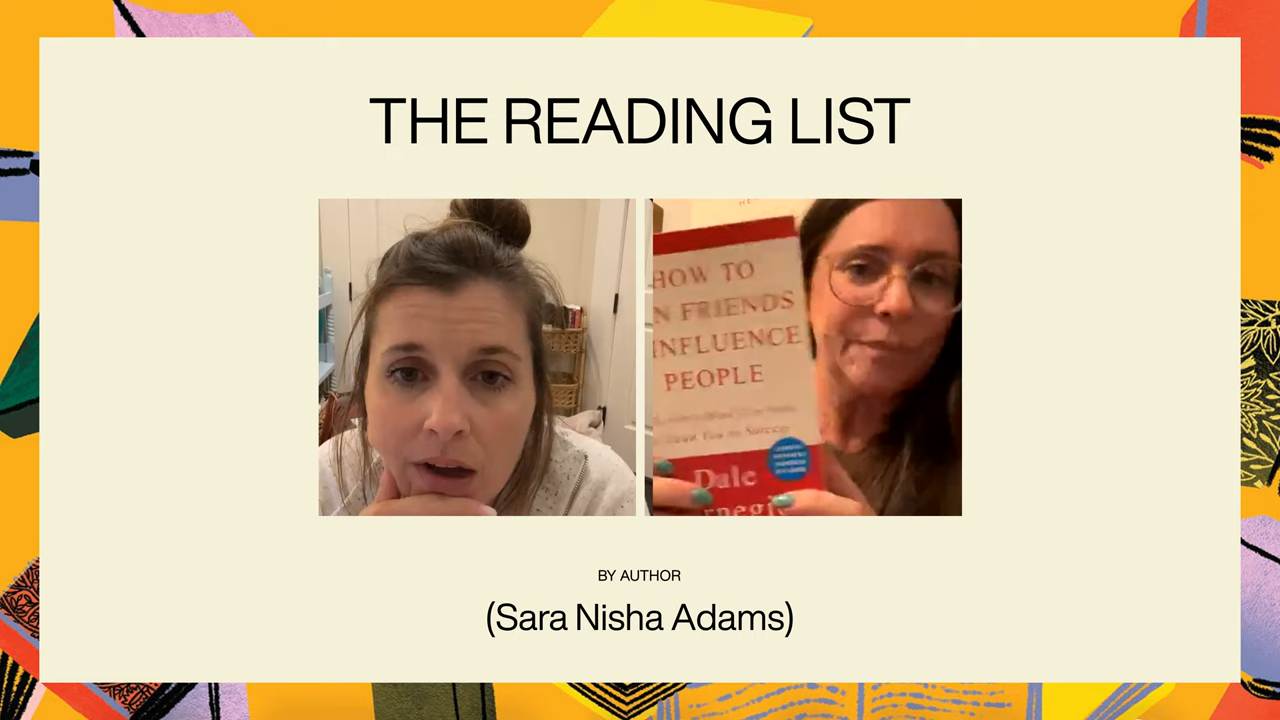 THE READING LIST
HOW TO
N FRIENDS
INFLUENCE
PEOPLE
Dale
BY AUTHOR
(Sara Nisha Adams)